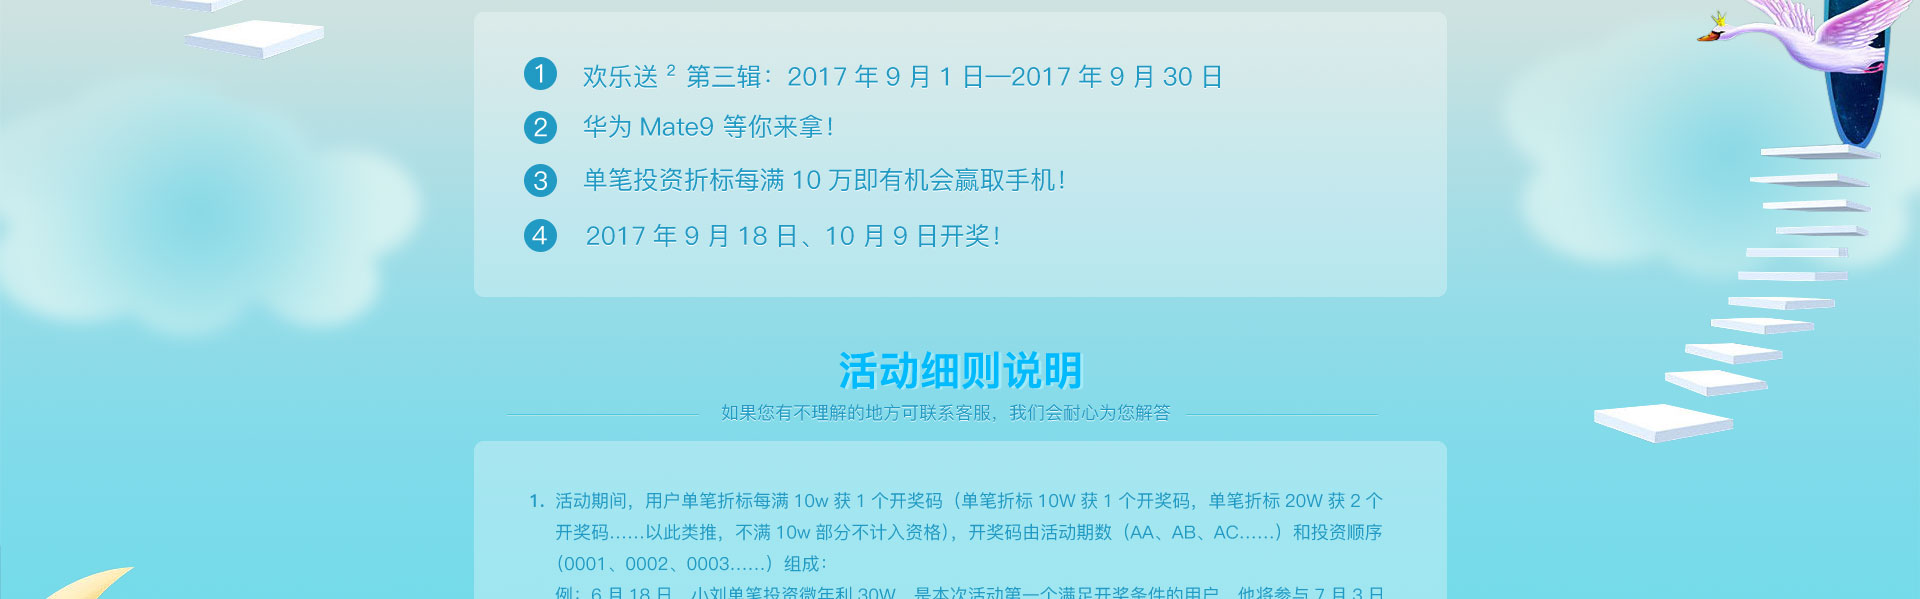 1 欢乐送² 第三辑：2017 年 9 月 1 日—2017 年 9 月 30 日
2 华为 Mate9 等你来拿！
3 单笔投资折标每满 10 万即有机会赢取手机！
4 2017 年 9 月 18 日、10 月 9 日开奖！
活动细则说明
如果您有不理解的地方可联系客服，我们会耐心为您解答
1. 活动期间，用户单笔折标每满 10w 获 1 个开奖码（单笔折标 10W 获 1 个开奖码，单笔折标 20W 获 2 个
开奖码……以此类推，不满 10w 部分不计入资格），开奖码由活动期数（AA、AB、AC……）和投资顺序
（0001、0002、0003……）组成：
例：6 月 18 日，小刘单笔投资微年利 30W，是本次活动第一个满足开奖条件的用户，他将参与 7 月 3 日